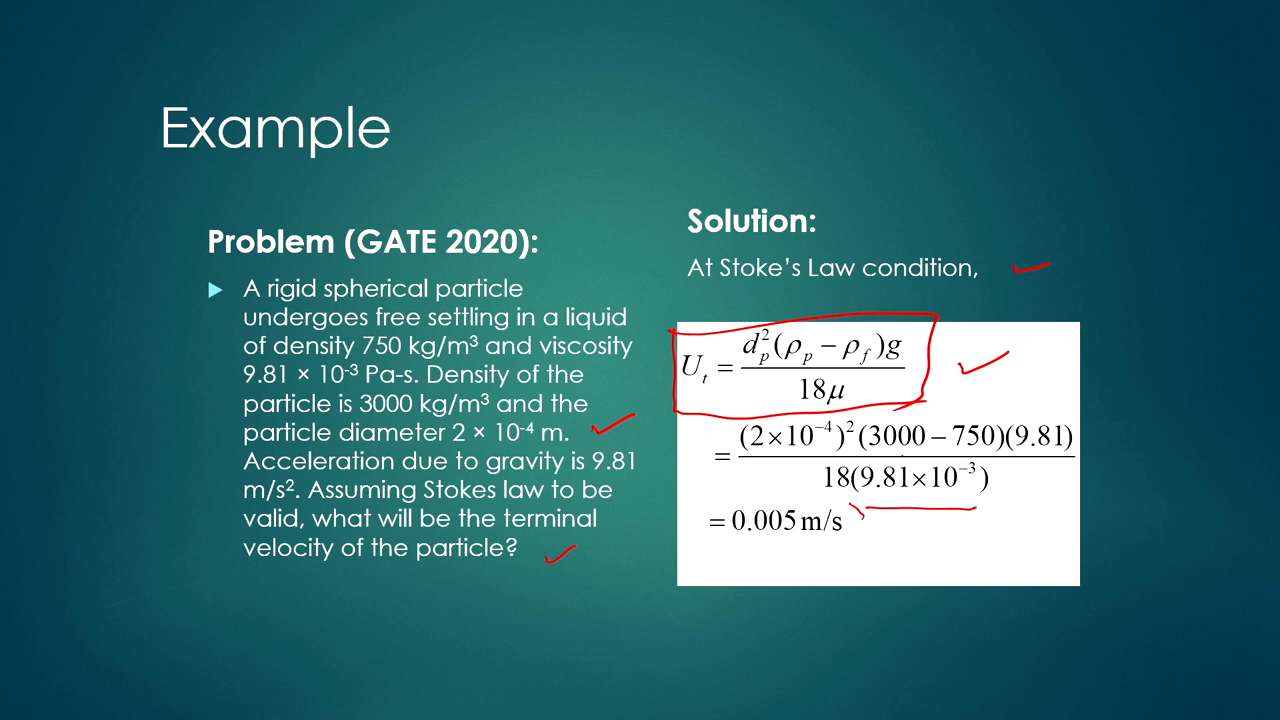 Example
Problem (GATE 2020):
A rigid spherical particle
undergoes free settling in a liquid
of density 750 kg/m³ and viscosity
9.81 × 10⁻³ Pa-s. Density of the
particle is 3000 kg/m³ and the
particle diameter 2 × 10⁻⁴ m.
Acceleration due to gravity is 9.81
m/s². Assuming Stokes law to be
valid, what will be the terminal
velocity of the particle?
Solution:
At Stoke’s Law condition,
U_t = d_p^2(ρ_p − ρ_f)g / 18μ
= (2×10⁻⁴)²(3000−750)(9.81) / 18(9.81×10⁻³)
= 0.005 m/s